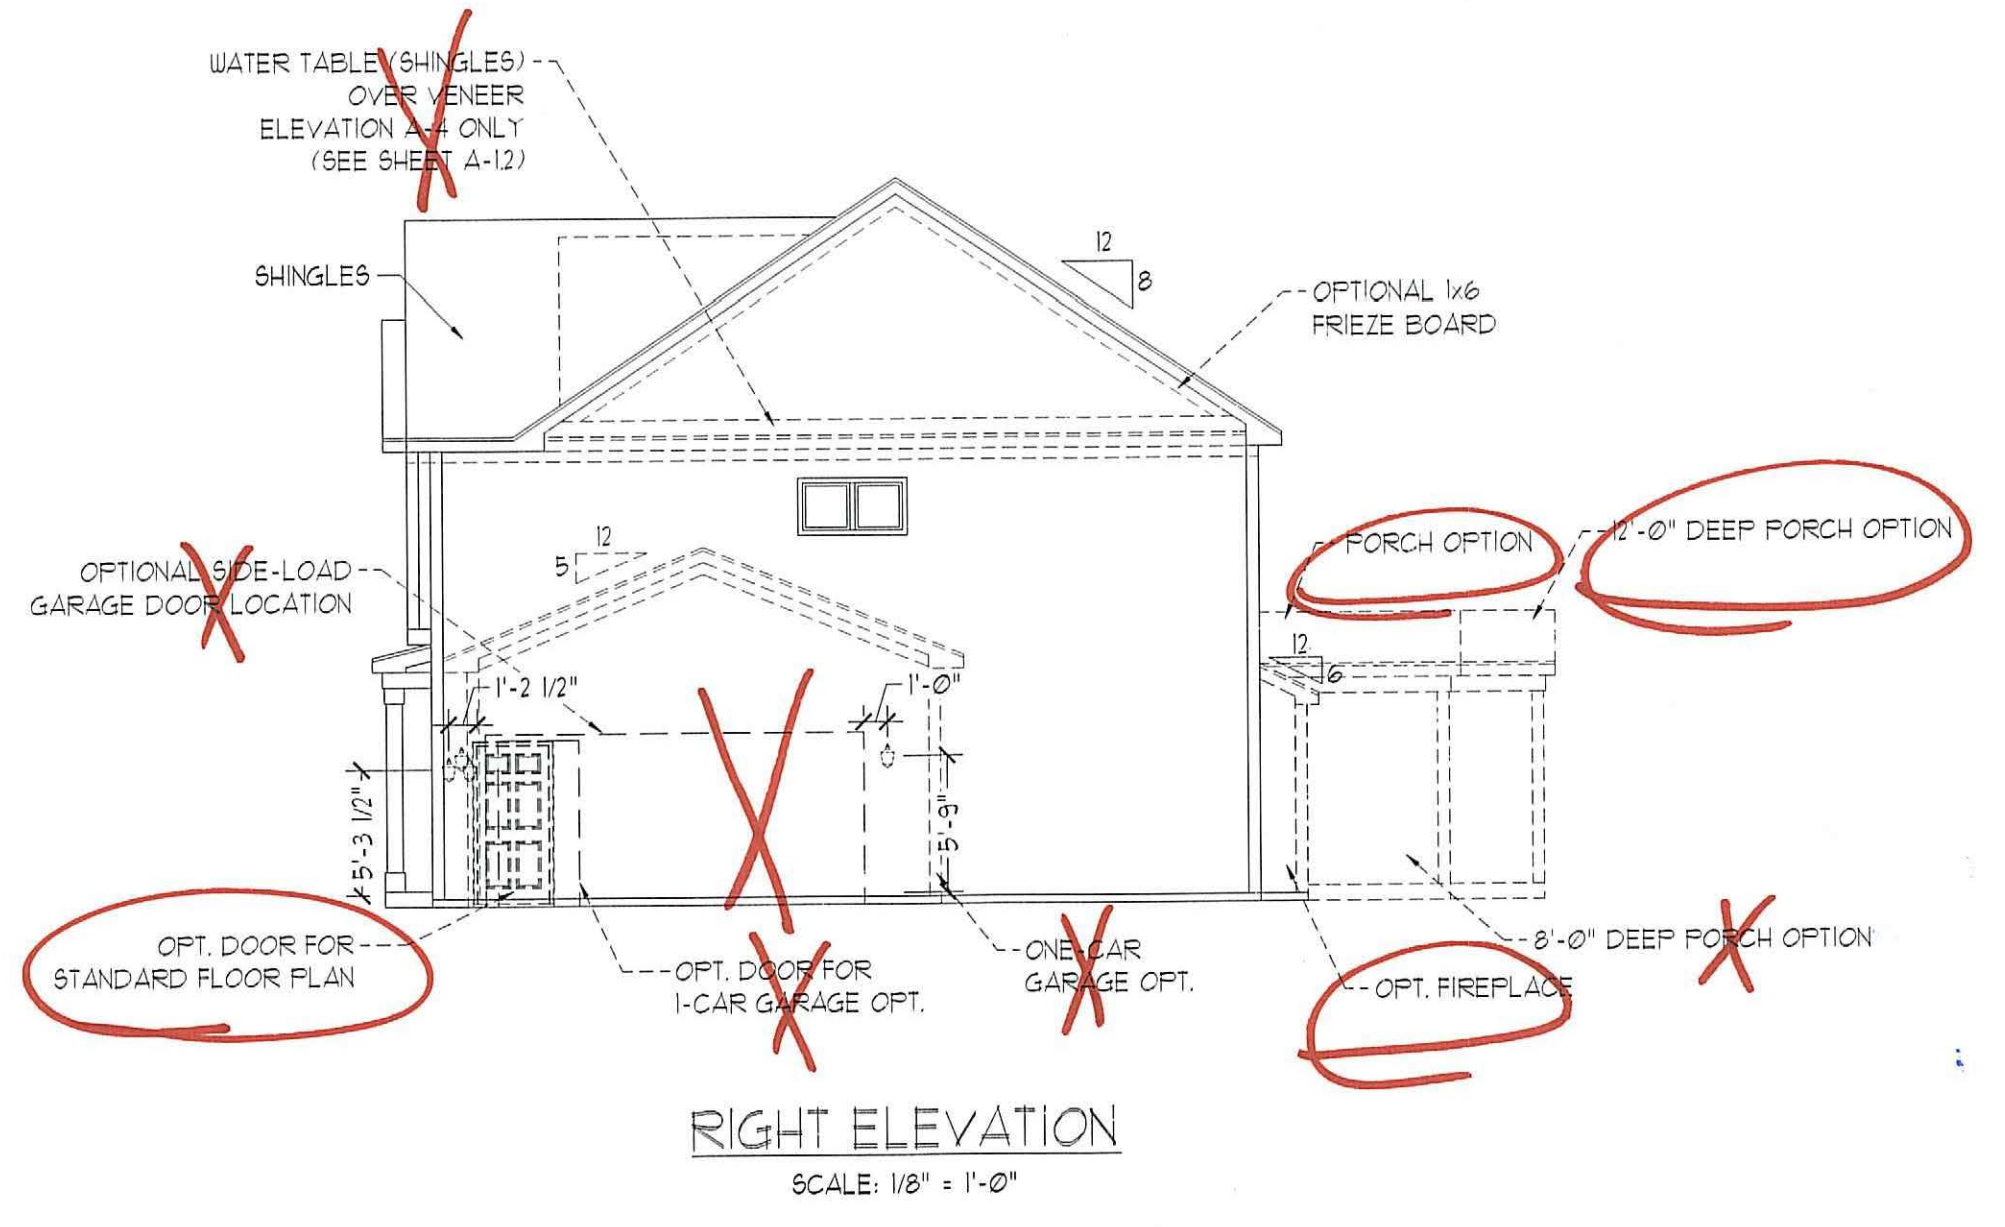 WATER TABLE (SHINGLES)
OVER VENEER
ELEVATION A-4 ONLY
(SEE SHEET A-1.2)
12
8
SHINGLES
OPTIONAL 1x6
FRIEZE BOARD
12
5
PORCH OPTION
12'-0" DEEP PORCH OPTION
OPTIONAL SIDE-LOAD
GARAGE DOOR LOCATION
12
6
1'-2 1/2"
1'-0"
5'-3 1/2"
5'-9"
OPT. DOOR FOR
STANDARD FLOOR PLAN
OPT. DOOR FOR
1-CAR GARAGE OPT.
ONE-CAR
GARAGE OPT.
8'-0" DEEP PORCH OPTION
OPT. FIREPLACE
RIGHT ELEVATION
SCALE: 1/8" = 1'-0"